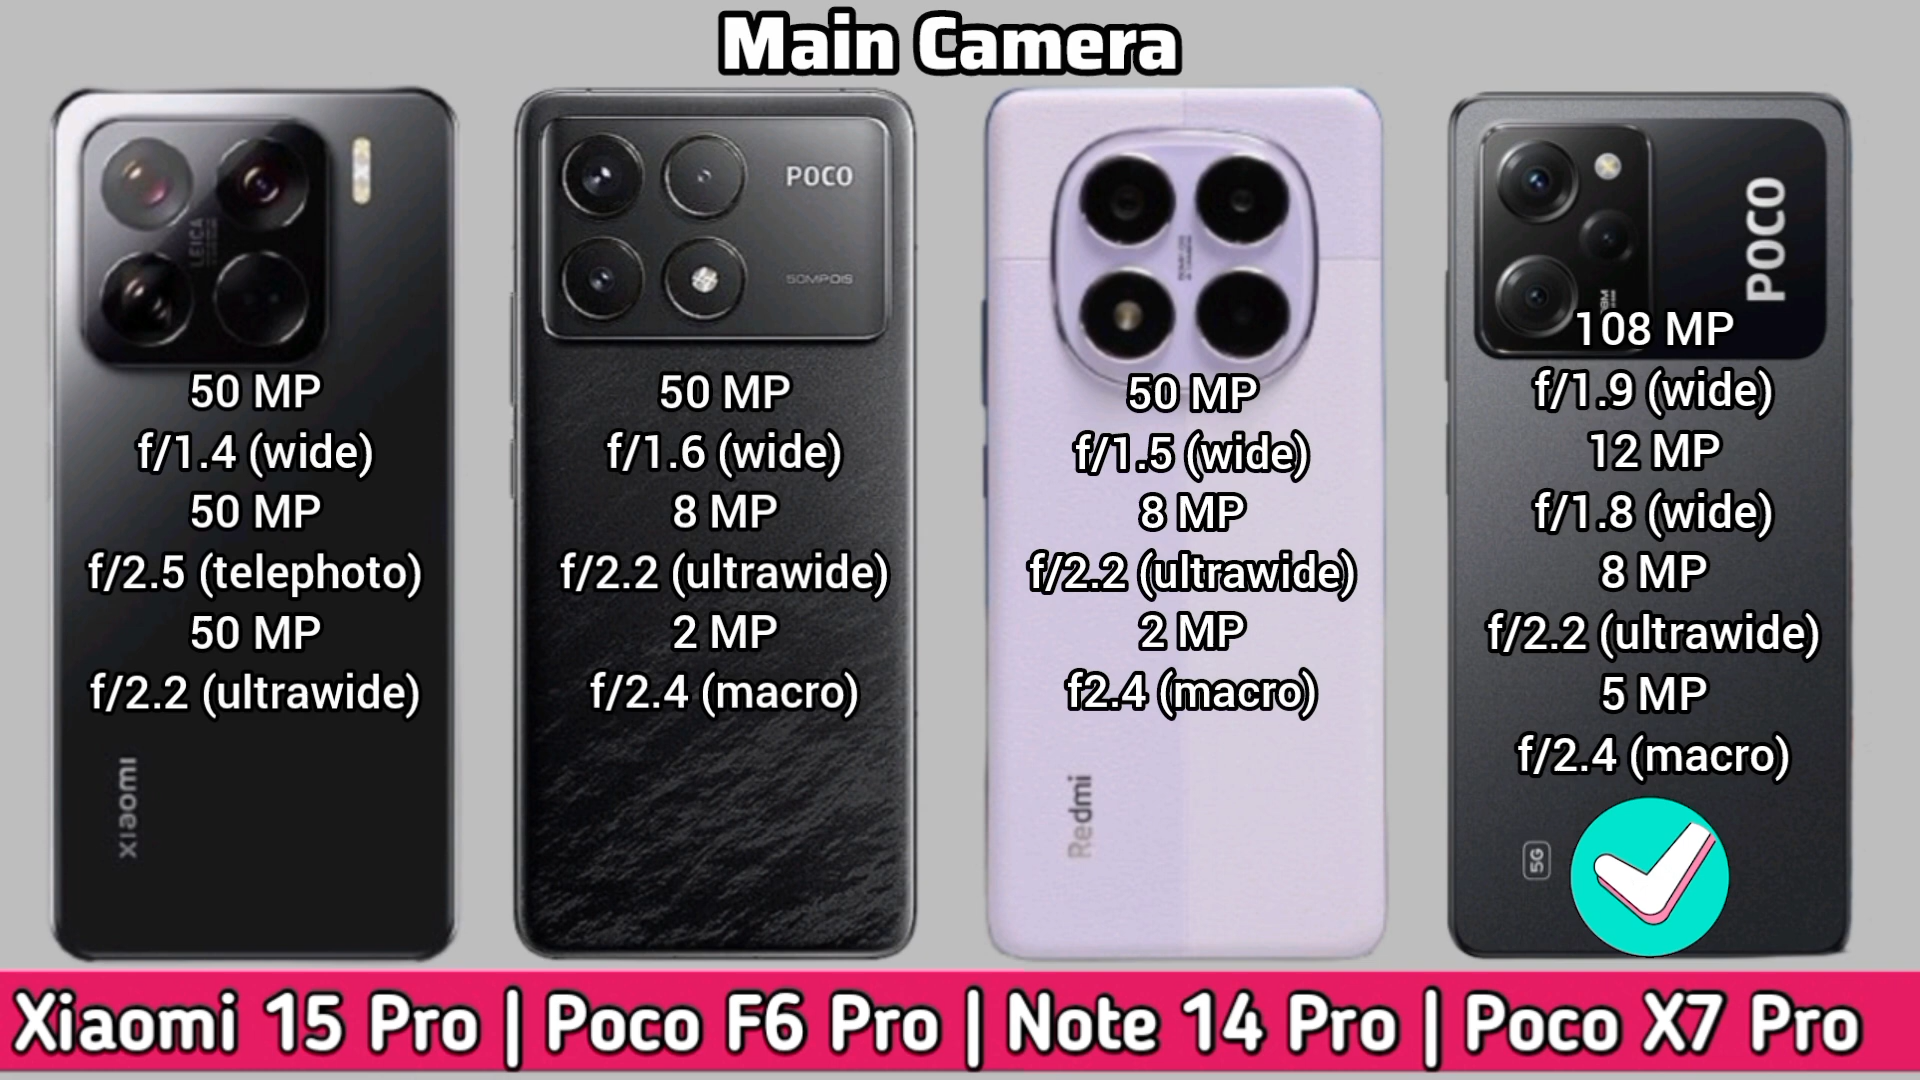 Main Camera
LEICA
POCO
50MP OIS
POCO
50 MP
f/1.4 (wide)
50 MP
f/2.5 (telephoto)
50 MP
f/2.2 (ultrawide)
xiaomi
50 MP
f/1.6 (wide)
8 MP
f/2.2 (ultrawide)
2 MP
f/2.4 (macro)
50 MP
f/1.5 (wide)
8 MP
f/2.2 (ultrawide)
2 MP
f2.4 (macro)
Redmi
108 MP
f/1.9 (wide)
12 MP
f/1.8 (wide)
8 MP
f/2.2 (ultrawide)
5 MP
f/2.4 (macro)
5G
Xiaomi 15 Pro | Poco F6 Pro | Note 14 Pro | Poco X7 Pro